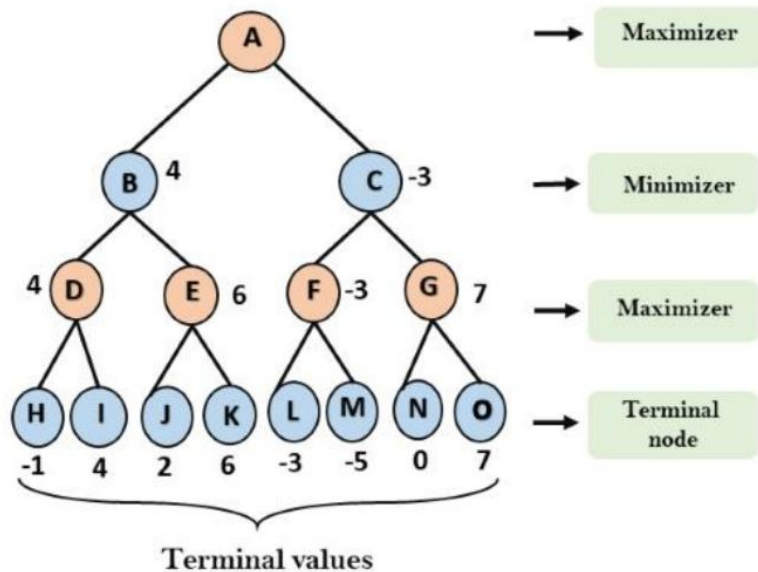 A
Maximizer
B
4
C
-3
Minimizer
4
D
E
6
F
-3
G
7
Maximizer
H
I
J
K
L
M
N
O
Terminal
node
-1
4
2
6
-3
-5
0
7
Terminal values